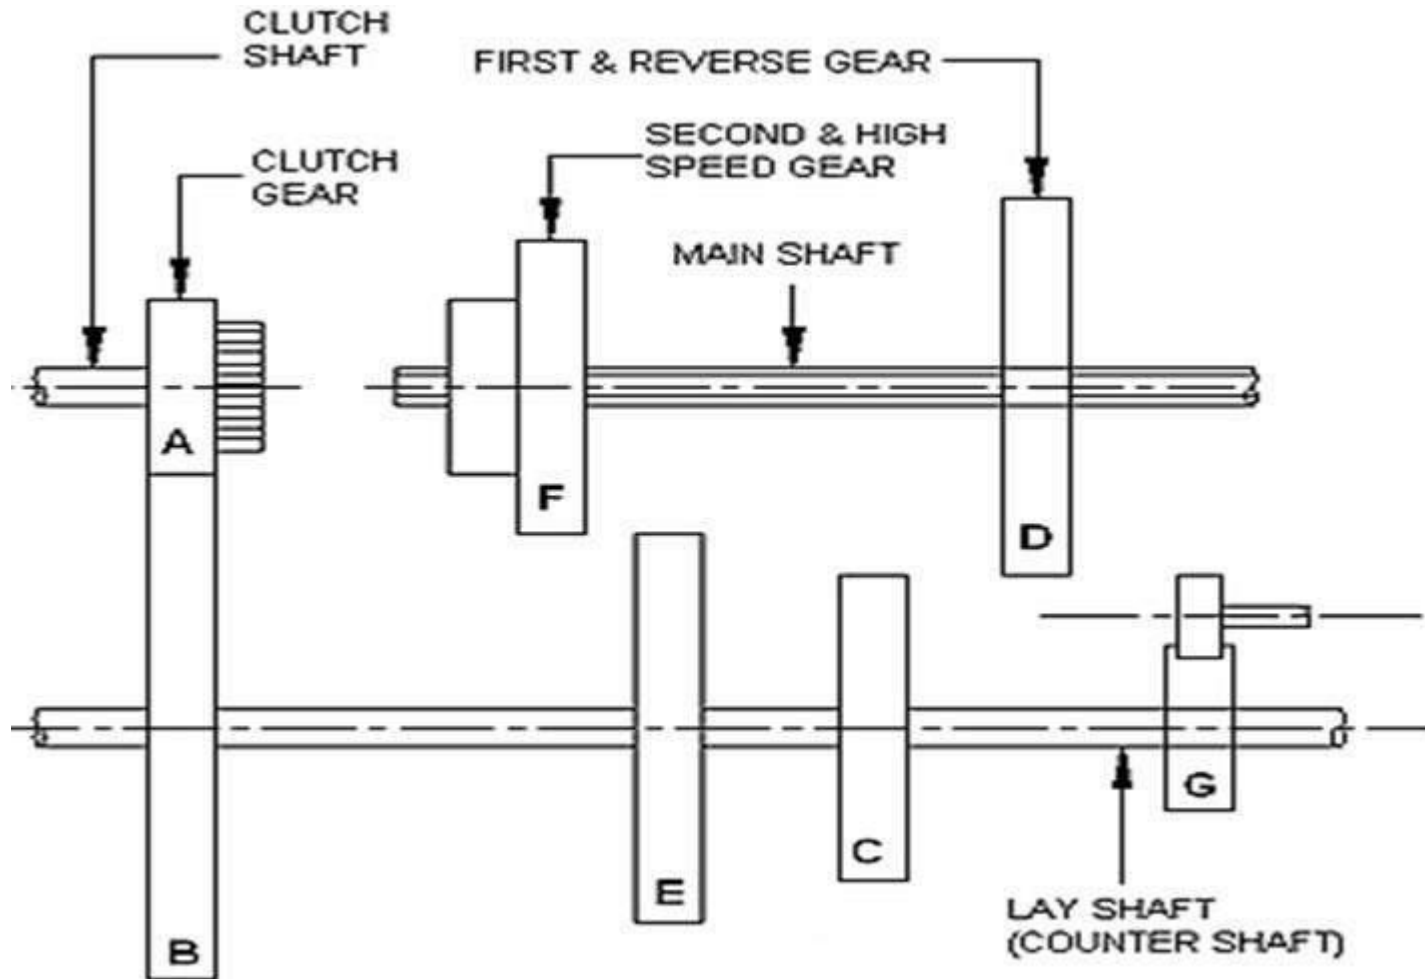 CLUTCH
SHAFT
FIRST & REVERSE GEAR
SECOND & HIGH
SPEED GEAR
CLUTCH
GEAR
MAIN SHAFT
A
F
D
G
C
E
B
LAY SHAFT
(COUNTER SHAFT)